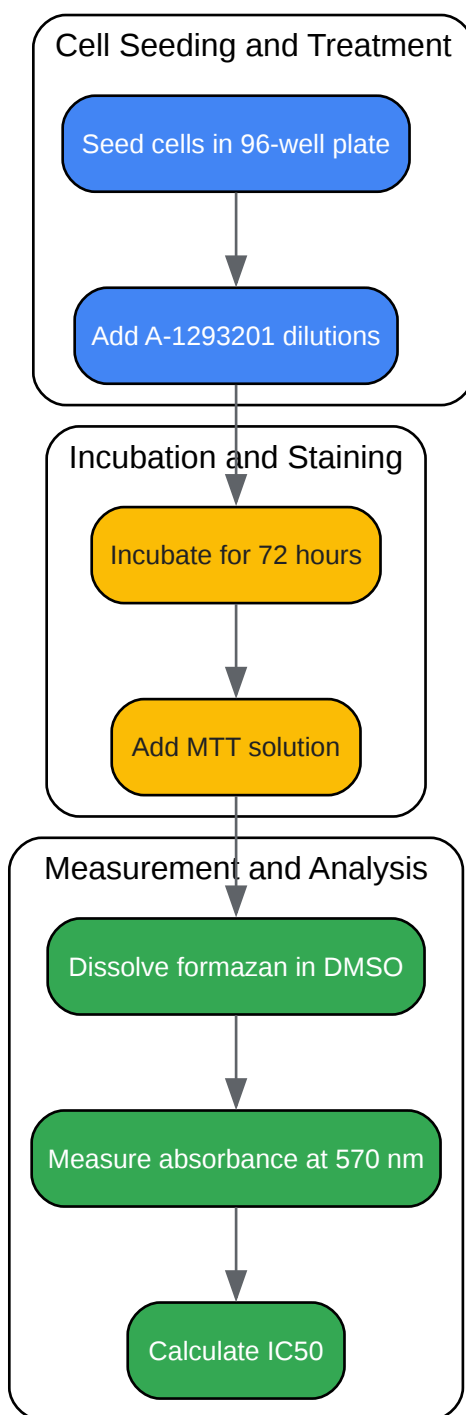 Cell Seeding and Treatment
Seed cells in 96-well plate
Add A-1293201 dilutions
Incubation and Staining
Incubate for 72 hours
Add MTT solution
Measurement and Analysis
Dissolve formazan in DMSO
Measure absorbance at 570 nm
Calculate IC50